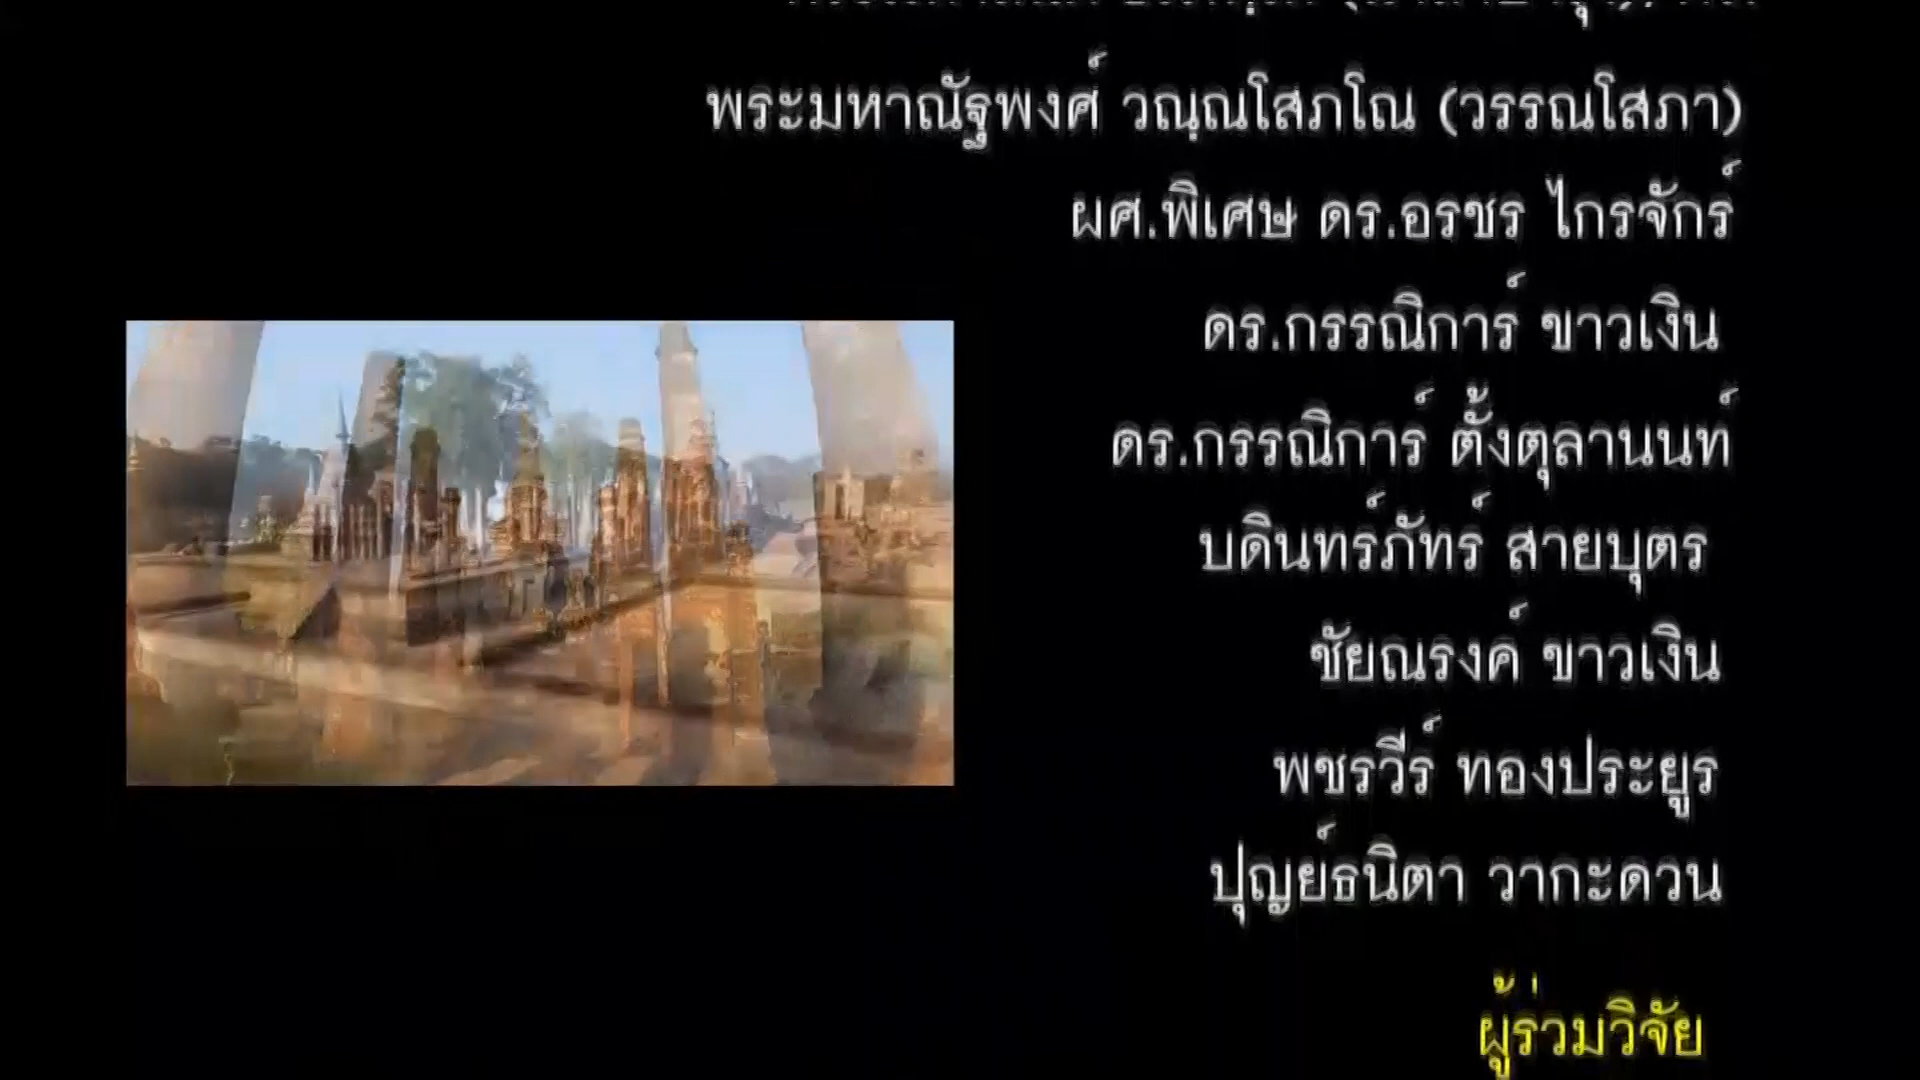 พระมหาณัฐพงศ์ วณฺณโสภโณ (วรรณโสภา)
ผศ.พิเศษ ดร.อรชร ไกรจักร์
ดร.กรรณิการ์ ขาวเงิน
ดร.กรรณิการ์ ตั้งตุลานนท์
บดินทร์ภัทร์ สายบุตร
ชัยณรงค์ ขาวเงิน
พชรวีร์ ทองประยูร
ปุญย์ธนิตา วากะดวน
ผู้ร่วมวิจัย